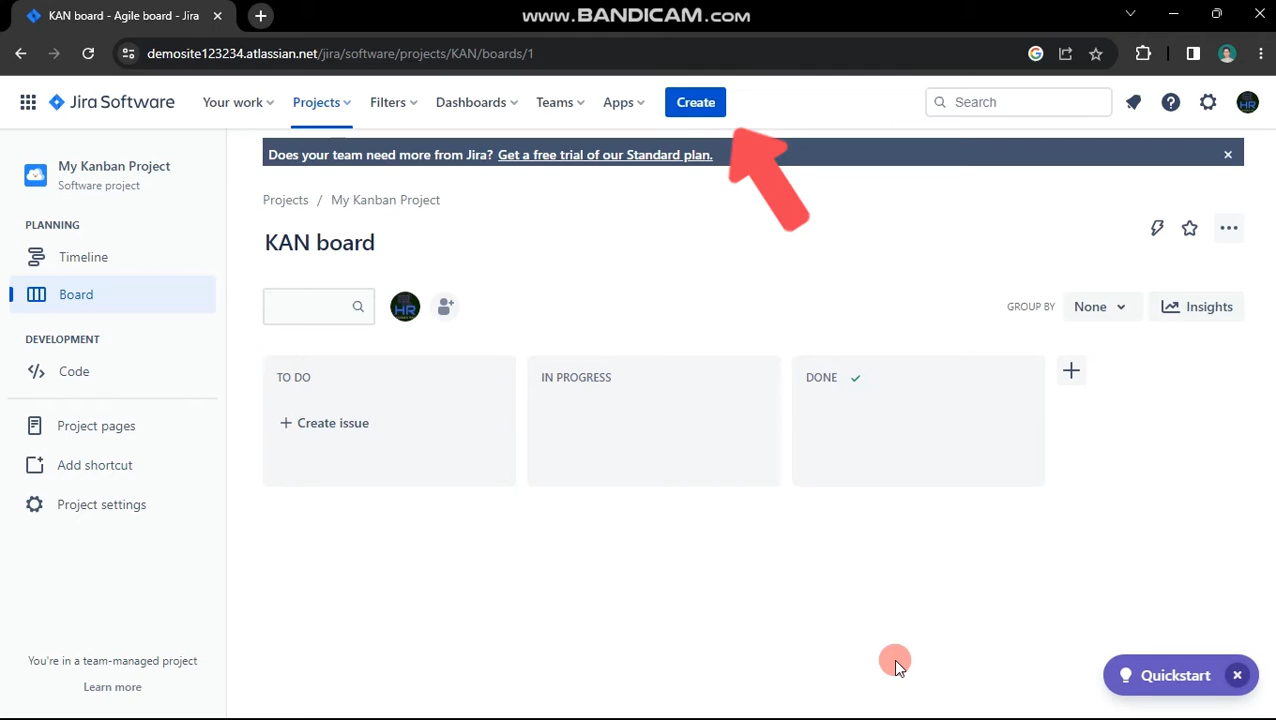 KAN board - Agile board - Jira
www.BANDICAM.com
demosite123234.atlassian.net/jira/software/projects/KAN/boards/1
Jira Software
Your work
Projects
Filters
Dashboards
Teams
Apps
Create
Search
My Kanban Project
Software project
Does your team need more from Jira? Get a free trial of our Standard plan.
Projects / My Kanban Project
PLANNING
KAN board
Timeline
Board
HR
GROUP BY
None
Insights
DEVELOPMENT
Code
TO DO
IN PROGRESS
DONE
+ Create issue
Project pages
Add shortcut
Project settings
You're in a team-managed project
Learn more
Quickstart